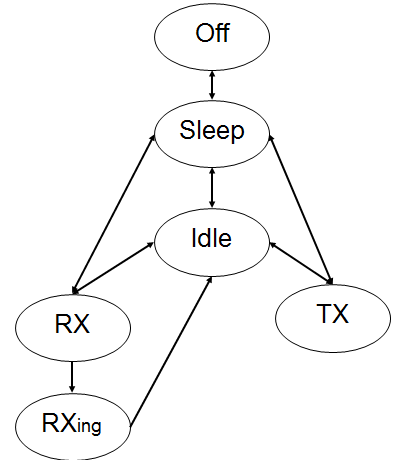 Off
Sleep
Idle
RX
TX
RXing